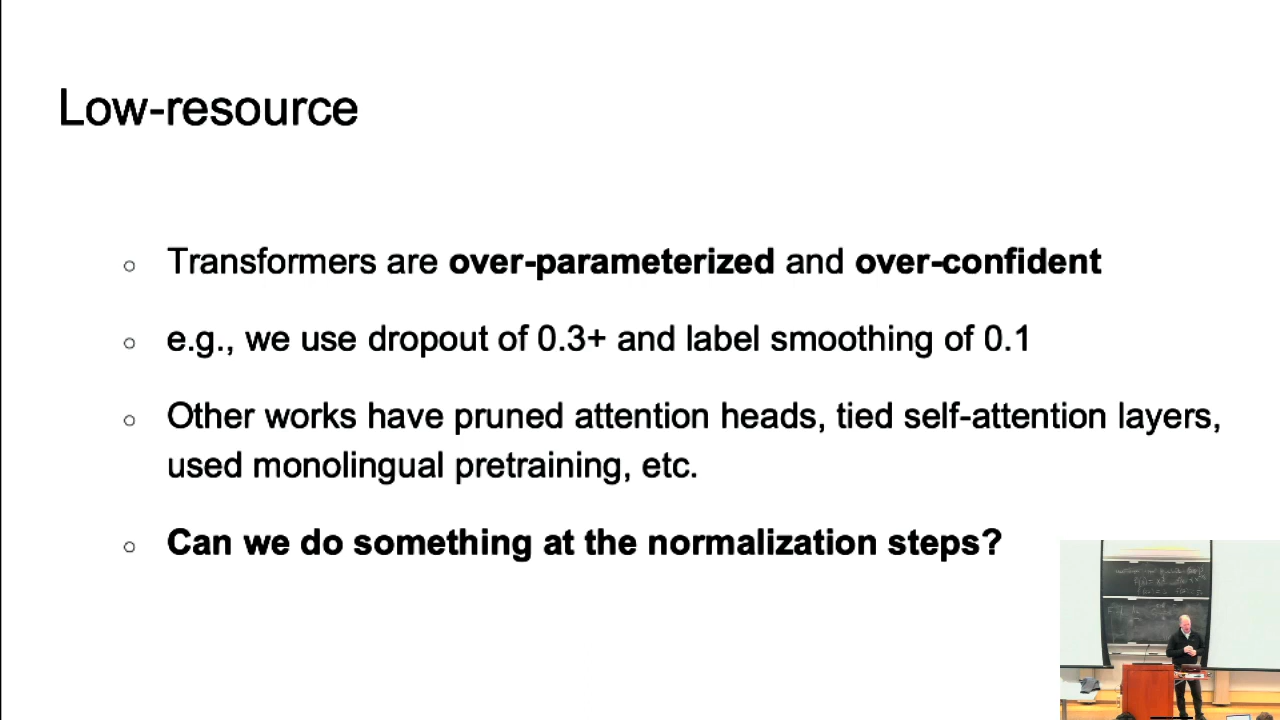 Low-resource
Transformers are over-parameterized and over-confident
e.g., we use dropout of 0.3+ and label smoothing of 0.1
Other works have pruned attention heads, tied self-attention layers,
used monolingual pretraining, etc.
Can we do something at the normalization steps?